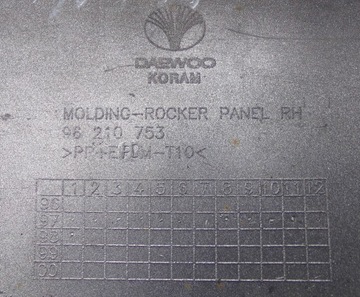 DAEWOO
KORAM
MOLDING-ROCKER PANEL RH
96 210 753
>PP+EPDM-T10<
1 2 3 4 5 6 7 8 9 10 11 12
96
97
98
99
00